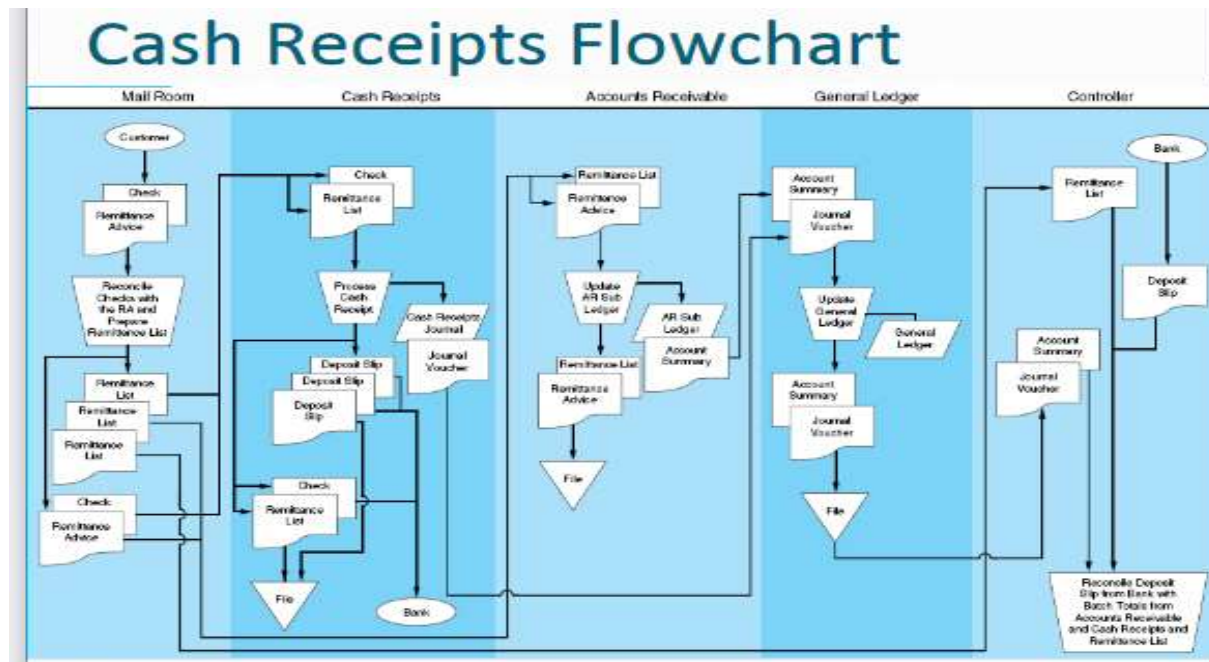 Cash Receipts Flowchart
Mail Room
Cash Receipts
Accounts Receivable
General Ledger
Controller
Customer
Check
Remittance
Advice
Reconcile
Checks with
the RA and
Prepare
Remittance List
Remittance
List
Remittance
List
Remittance
List
Check
Remittance
Advice
Check
Remittance
List
Process
Cash
Receipt
Cash Receipts
Journal
Journal
Voucher
Deposit Slip
Deposit Slip
Deposit
Slip
Check
Remittance
List
File
Bank
Remittance List
Remittance
Advice
Update
AR Sub
Ledger
AR Sub
Ledger
Account
Summary
Remittance List
Remittance
Advice
File
Account
Summary
Journal
Voucher
Update
General
Ledger
General
Ledger
Account
Summary
Journal
Voucher
File
Bank
Remittance
List
Deposit
Slip
Account
Summary
Journal
Voucher
Reconcile Deposit
Slip from Bank with
Batch Totals from
Accounts Receivable
and Cash Receipts and
Remittance List